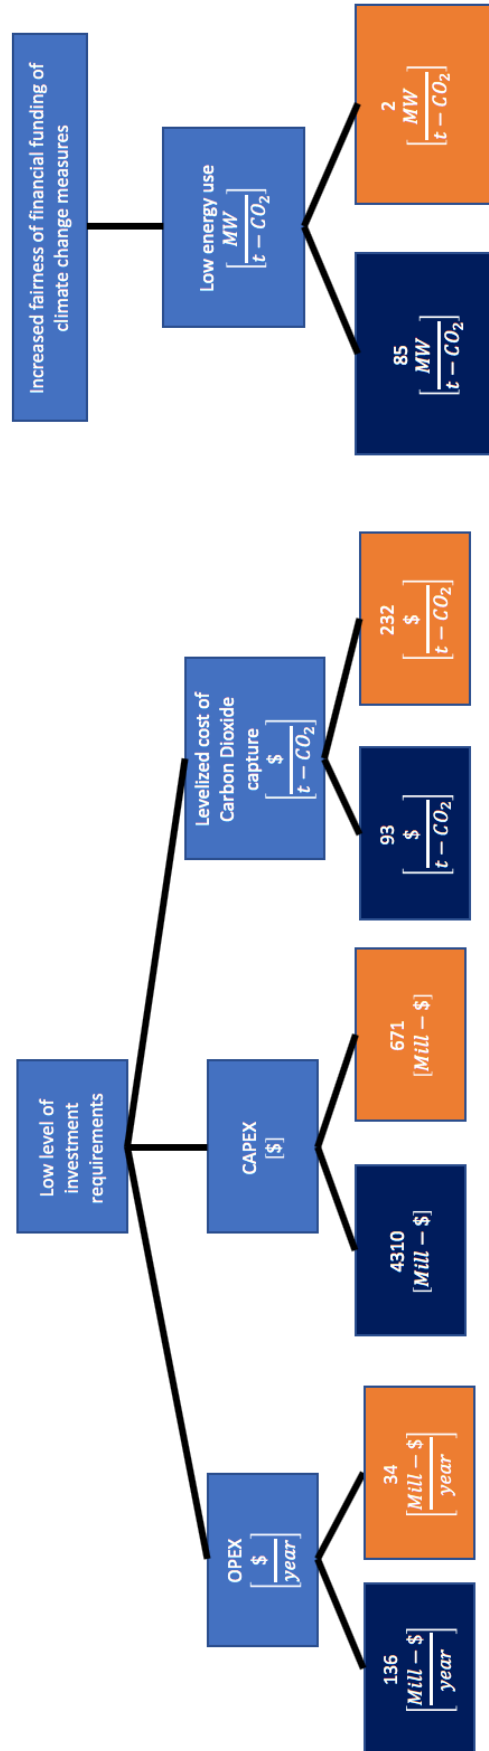 Low level of
investment
requirements
OPEX
[$/year]
136
[Mill − $/year]
34
[Mill − $/year]
CAPEX
[$]
4310
[Mill − $]
671
[Mill − $]
Levelized cost of
Carbon Dioxide
capture
[$/t − CO₂]
93
[$/t − CO₂]
232
[$/t − CO₂]
Increased fairness of financial funding of
climate change measures
Low energy use
[MW/t − CO₂]
85
[MW/t − CO₂]
2
[MW/t − CO₂]